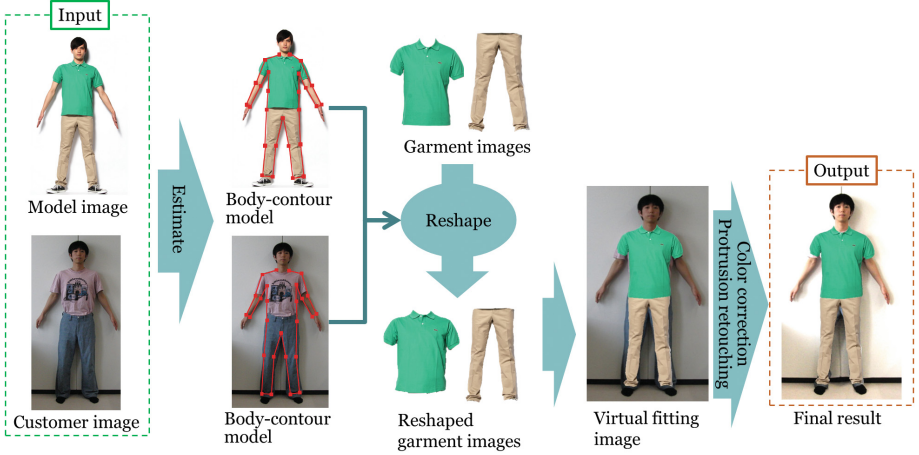 Input
Model image
Customer image
Estimate
Body-contour
model
Body-contour
model
Garment images
Reshape
Reshaped
garment images
Virtual fitting
image
Color correction
Protrusion retouching
Output
Final result